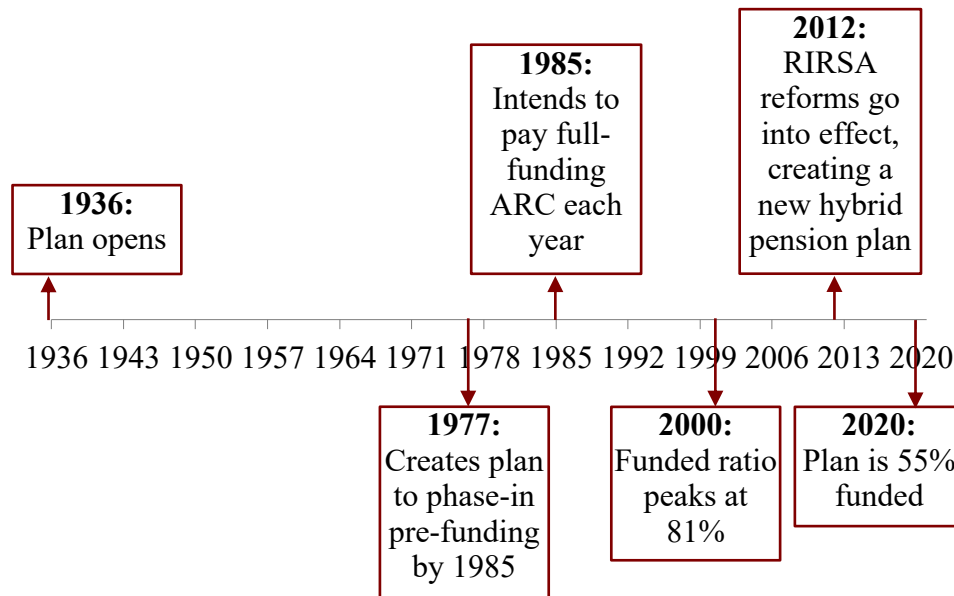 1936:
Plan opens
1985:
Intends to
pay full-
funding
ARC each
year
2012:
RIRSA
reforms go
into effect,
creating a
new hybrid
pension plan
1936 1943 1950 1957 1964 1971 1978 1985 1992 1999 2006 2013 2020
1977:
Creates plan
to phase-in
pre-funding
by 1985
2000:
Funded ratio
peaks at
81%
2020:
Plan is 55%
funded